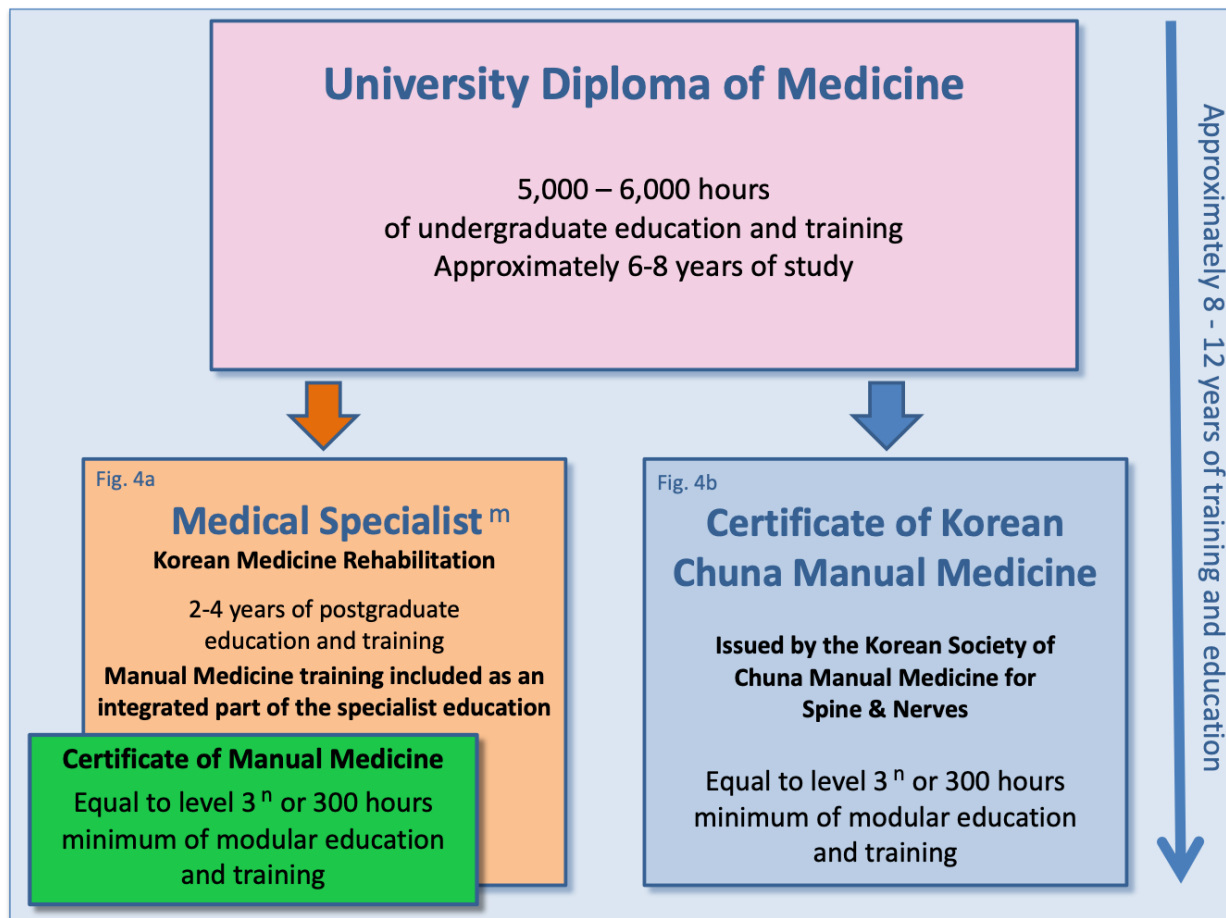 University Diploma of Medicine
5,000 – 6,000 hours
of undergraduate education and training
Approximately 6-8 years of study
Approximately 8 - 12 years of training and education
Fig. 4a
Medical Specialist m
Korean Medicine Rehabilitation
2-4 years of postgraduate
education and training
Manual Medicine training included as an
integrated part of the specialist education
Certificate of Manual Medicine
Equal to level 3 n or 300 hours
minimum of modular education
and training
Fig. 4b
Certificate of Korean
Chuna Manual Medicine
Issued by the Korean Society of
Chuna Manual Medicine for
Spine & Nerves
Equal to level 3 n or 300 hours
minimum of modular education
and training